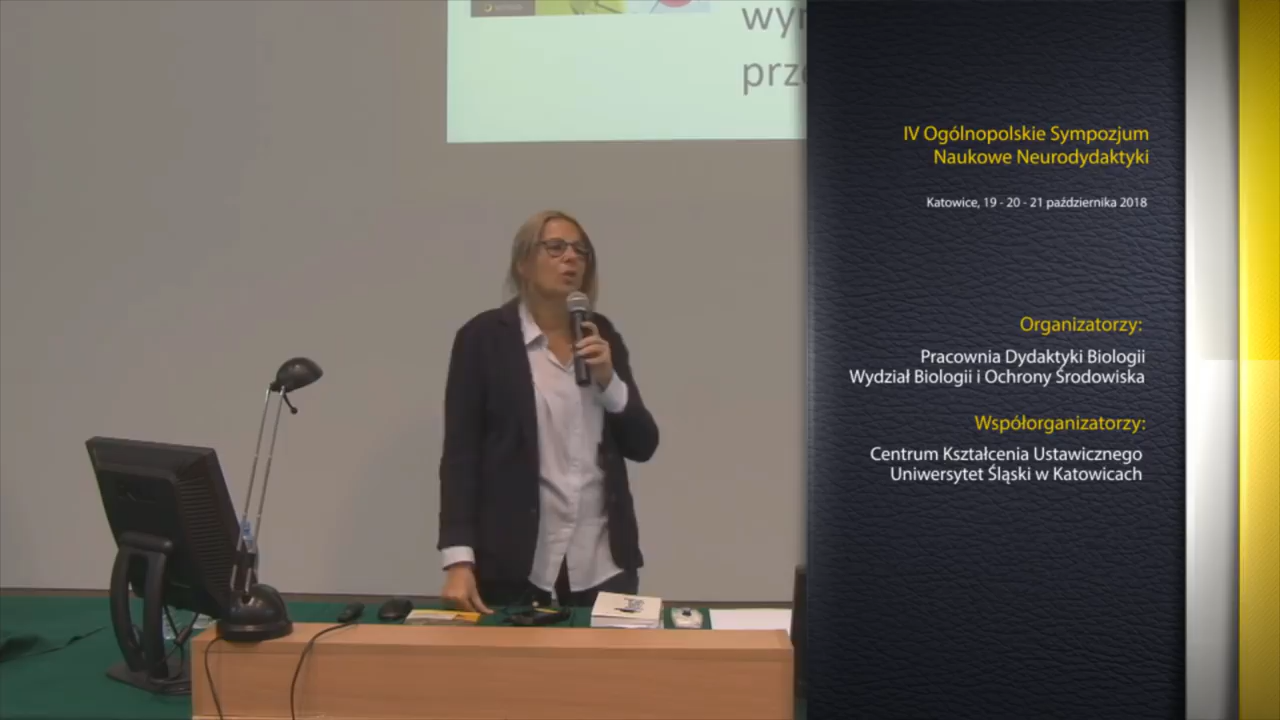 IV Ogólnopolskie Sympozjum
Naukowe Neurodydaktyki
Katowice, 19 - 20 - 21 października 2018
Organizatorzy:
Pracownia Dydaktyki Biologii
Wydział Biologii i Ochrony Środowiska
Współorganizatorzy:
Centrum Kształcenia Ustawicznego
Uniwersytet Śląski w Katowicach